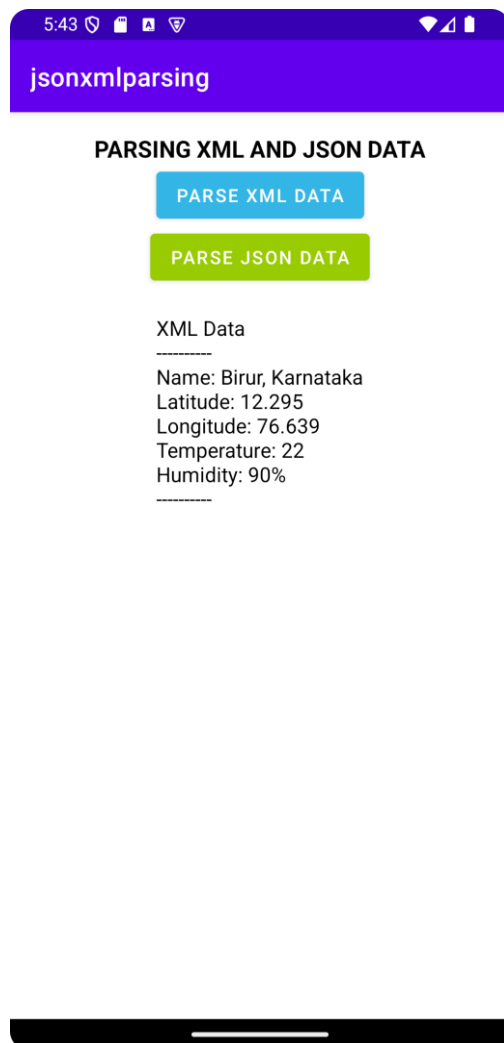 5:43
jsonxmlparsing
PARSING XML AND JSON DATA
PARSE XML DATA
PARSE JSON DATA
XML Data
----------
Name: Birur, Karnataka
Latitude: 12.295
Longitude: 76.639
Temperature: 22
Humidity: 90%
----------